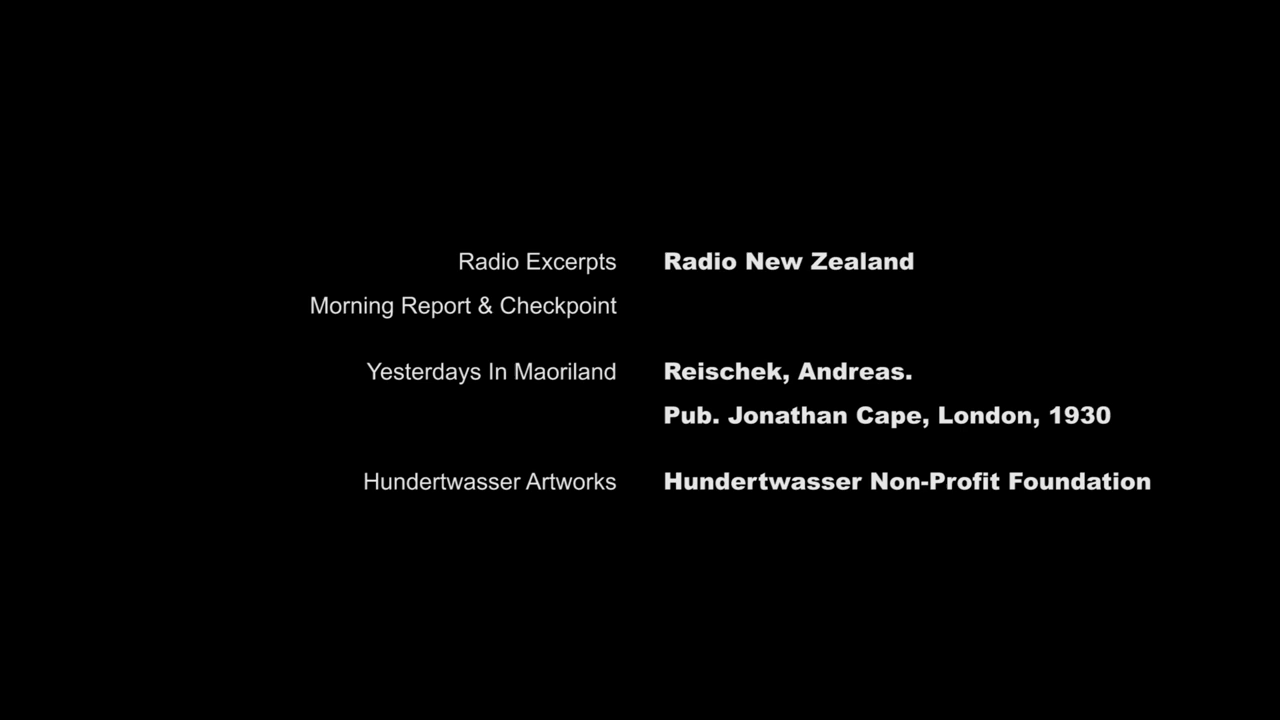 Radio Excerpts Radio New Zealand
Morning Report & Checkpoint
Yesterdays In Maoriland Reischek, Andreas.
Pub. Jonathan Cape, London, 1930
Hundertwasser Artworks Hundertwasser Non-Profit Foundation